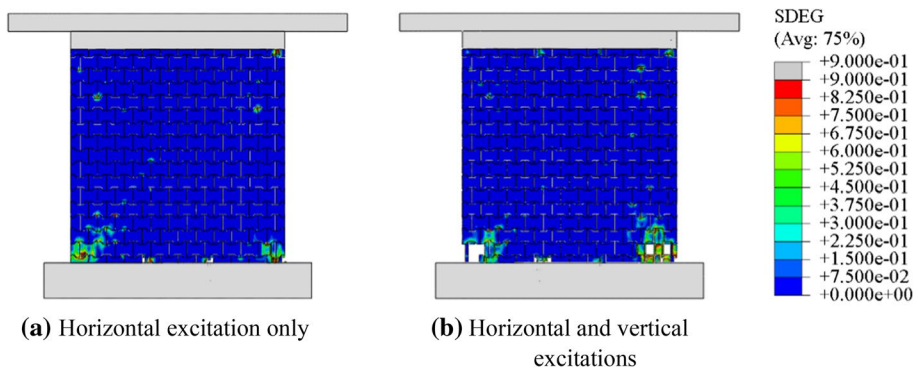 SDEG
(Avg: 75%)
+9.000e-01
+9.000e-01
+8.250e-01
+7.500e-01
+6.750e-01
+6.000e-01
+5.250e-01
+4.500e-01
+3.750e-01
+3.000e-01
+2.250e-01
+1.501e-01
+7.500e-02
+0.000e+00
(a) Horizontal excitation only
(b) Horizontal and vertical
excitations